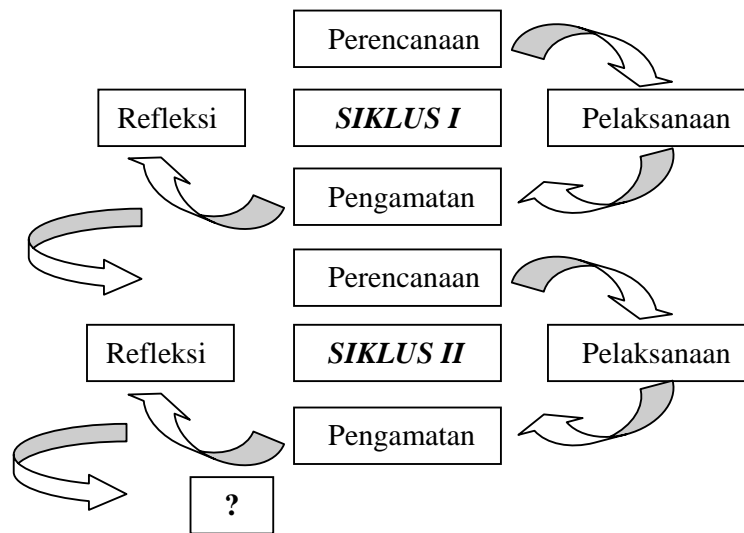 Perencanaan
Refleksi
SIKLUS I
Pelaksanaan
Pengamatan
Perencanaan
Refleksi
SIKLUS II
Pelaksanaan
Pengamatan
?